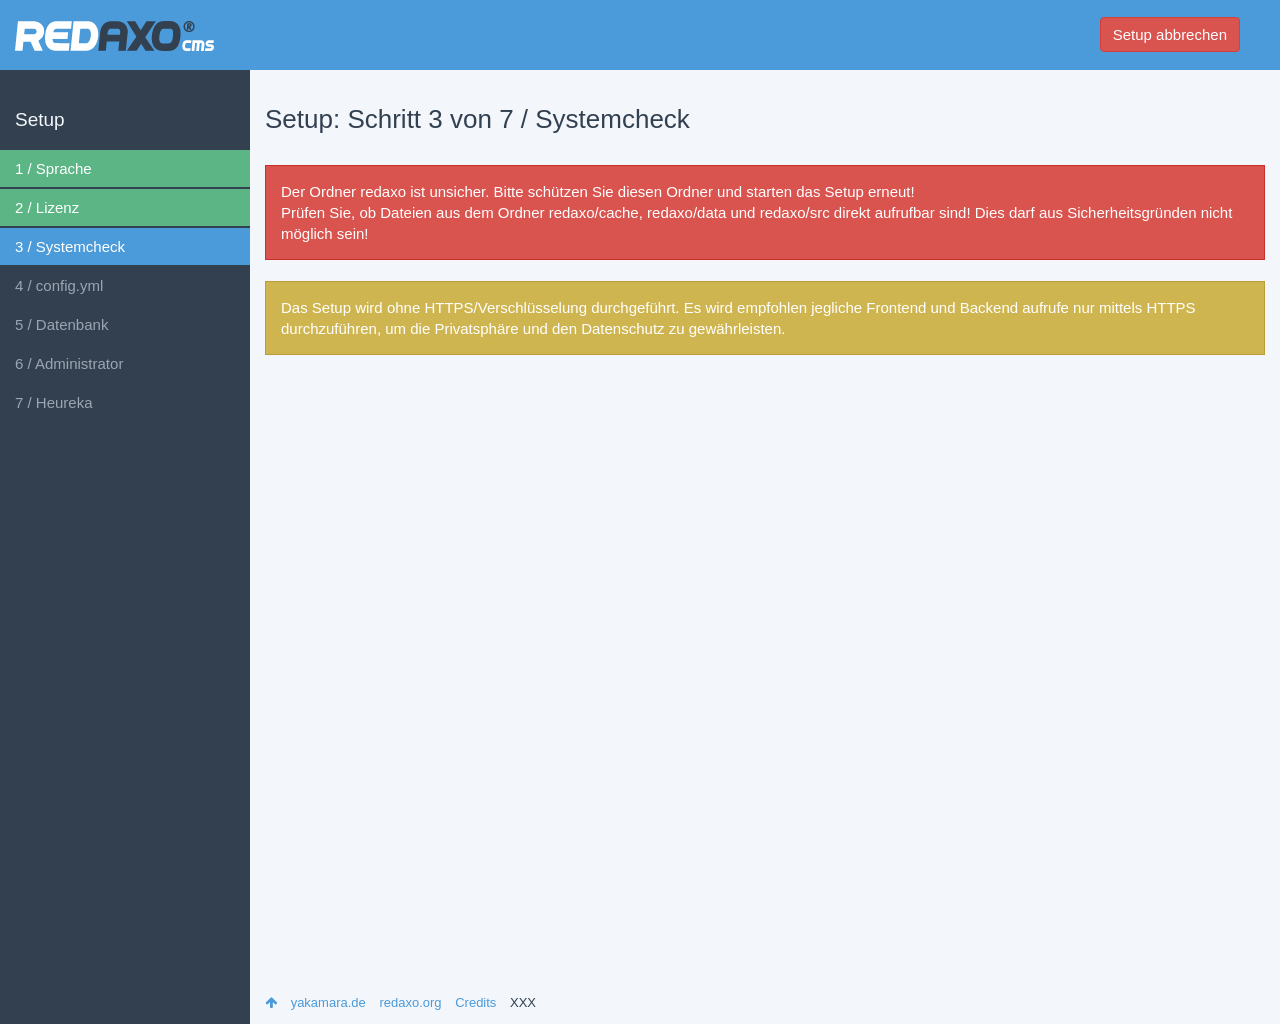 REDAXO® cms
Setup abbrechen
Setup
1 / Sprache
2 / Lizenz
3 / Systemcheck
4 / config.yml
5 / Datenbank
6 / Administrator
7 / Heureka
Setup: Schritt 3 von 7 / Systemcheck
Der Ordner redaxo ist unsicher. Bitte schützen Sie diesen Ordner und starten das Setup erneut!
Prüfen Sie, ob Dateien aus dem Ordner redaxo/cache, redaxo/data und redaxo/src direkt aufrufbar sind! Dies darf aus Sicherheitsgründen nicht
möglich sein!
Das Setup wird ohne HTTPS/Verschlüsselung durchgeführt. Es wird empfohlen jegliche Frontend und Backend aufrufe nur mittels HTTPS
durchzuführen, um die Privatsphäre und den Datenschutz zu gewährleisten.
yakamara.de redaxo.org Credits XXX